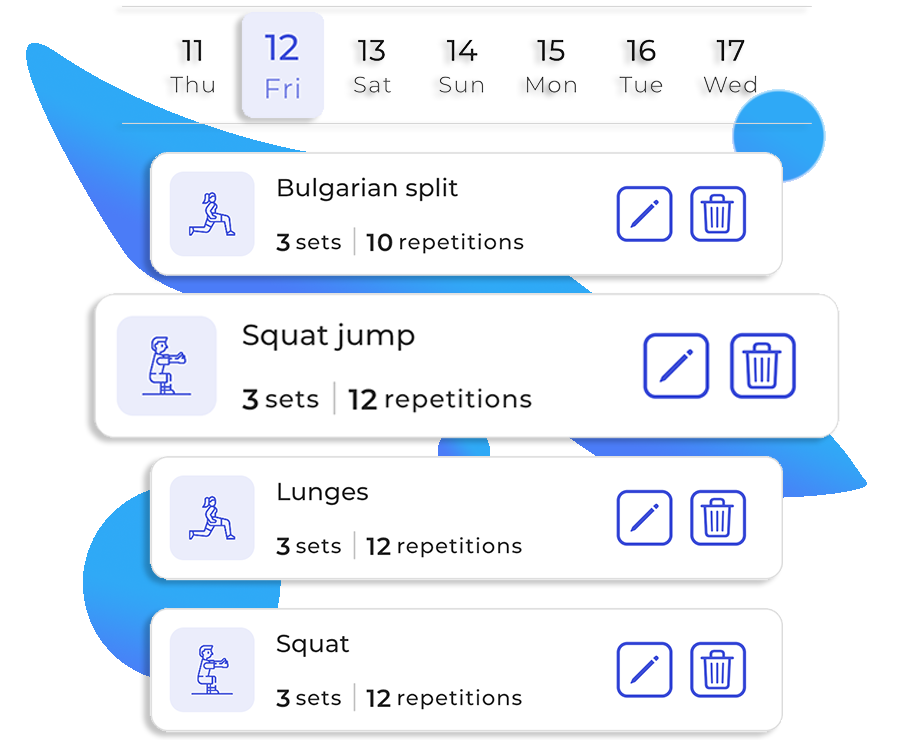 11 12 13 14 15 16 17
Thu Fri Sat Sun Mon Tue Wed
Bulgarian split
3 sets | 10 repetitions
Squat jump
3 sets | 12 repetitions
Lunges
3 sets | 12 repetitions
Squat
3 sets | 12 repetitions